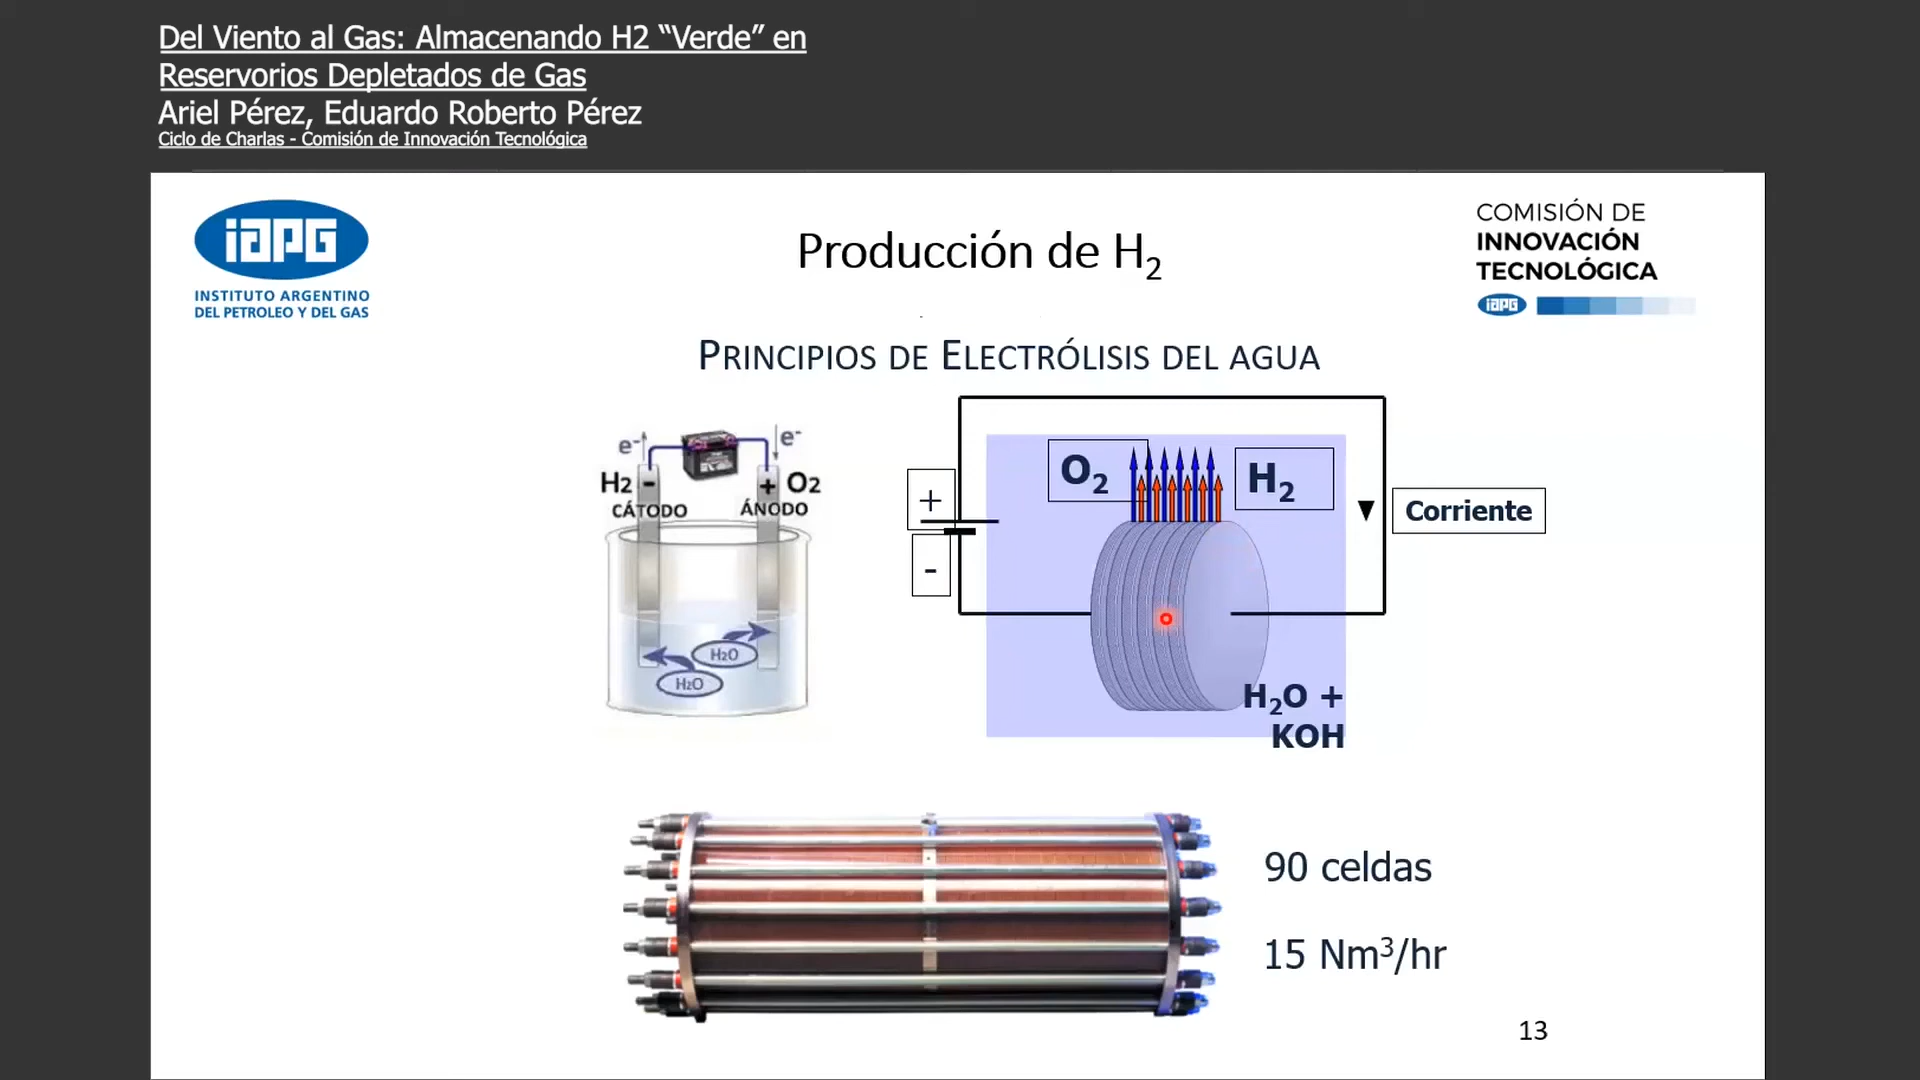 Del Viento al Gas: Almacenando H2 “Verde” en
Reservorios Depletados de Gas
Ariel Pérez, Eduardo Roberto Pérez
Ciclo de Charlas - Comisión de Innovación Tecnológica
iapg
INSTITUTO ARGENTINO
DEL PETROLEO Y DEL GAS
Producción de H2
COMISIÓN DE
INNOVACIÓN
TECNOLÓGICA
iapg
PRINCIPIOS DE ELECTRÓLISIS DEL AGUA
e-
e-
H2 -
+ O2
CÁTODO
ÁNODO
H2O
H2O
O2
H2
+
-
Corriente
H2O +
KOH
90 celdas
15 Nm³/hr
13